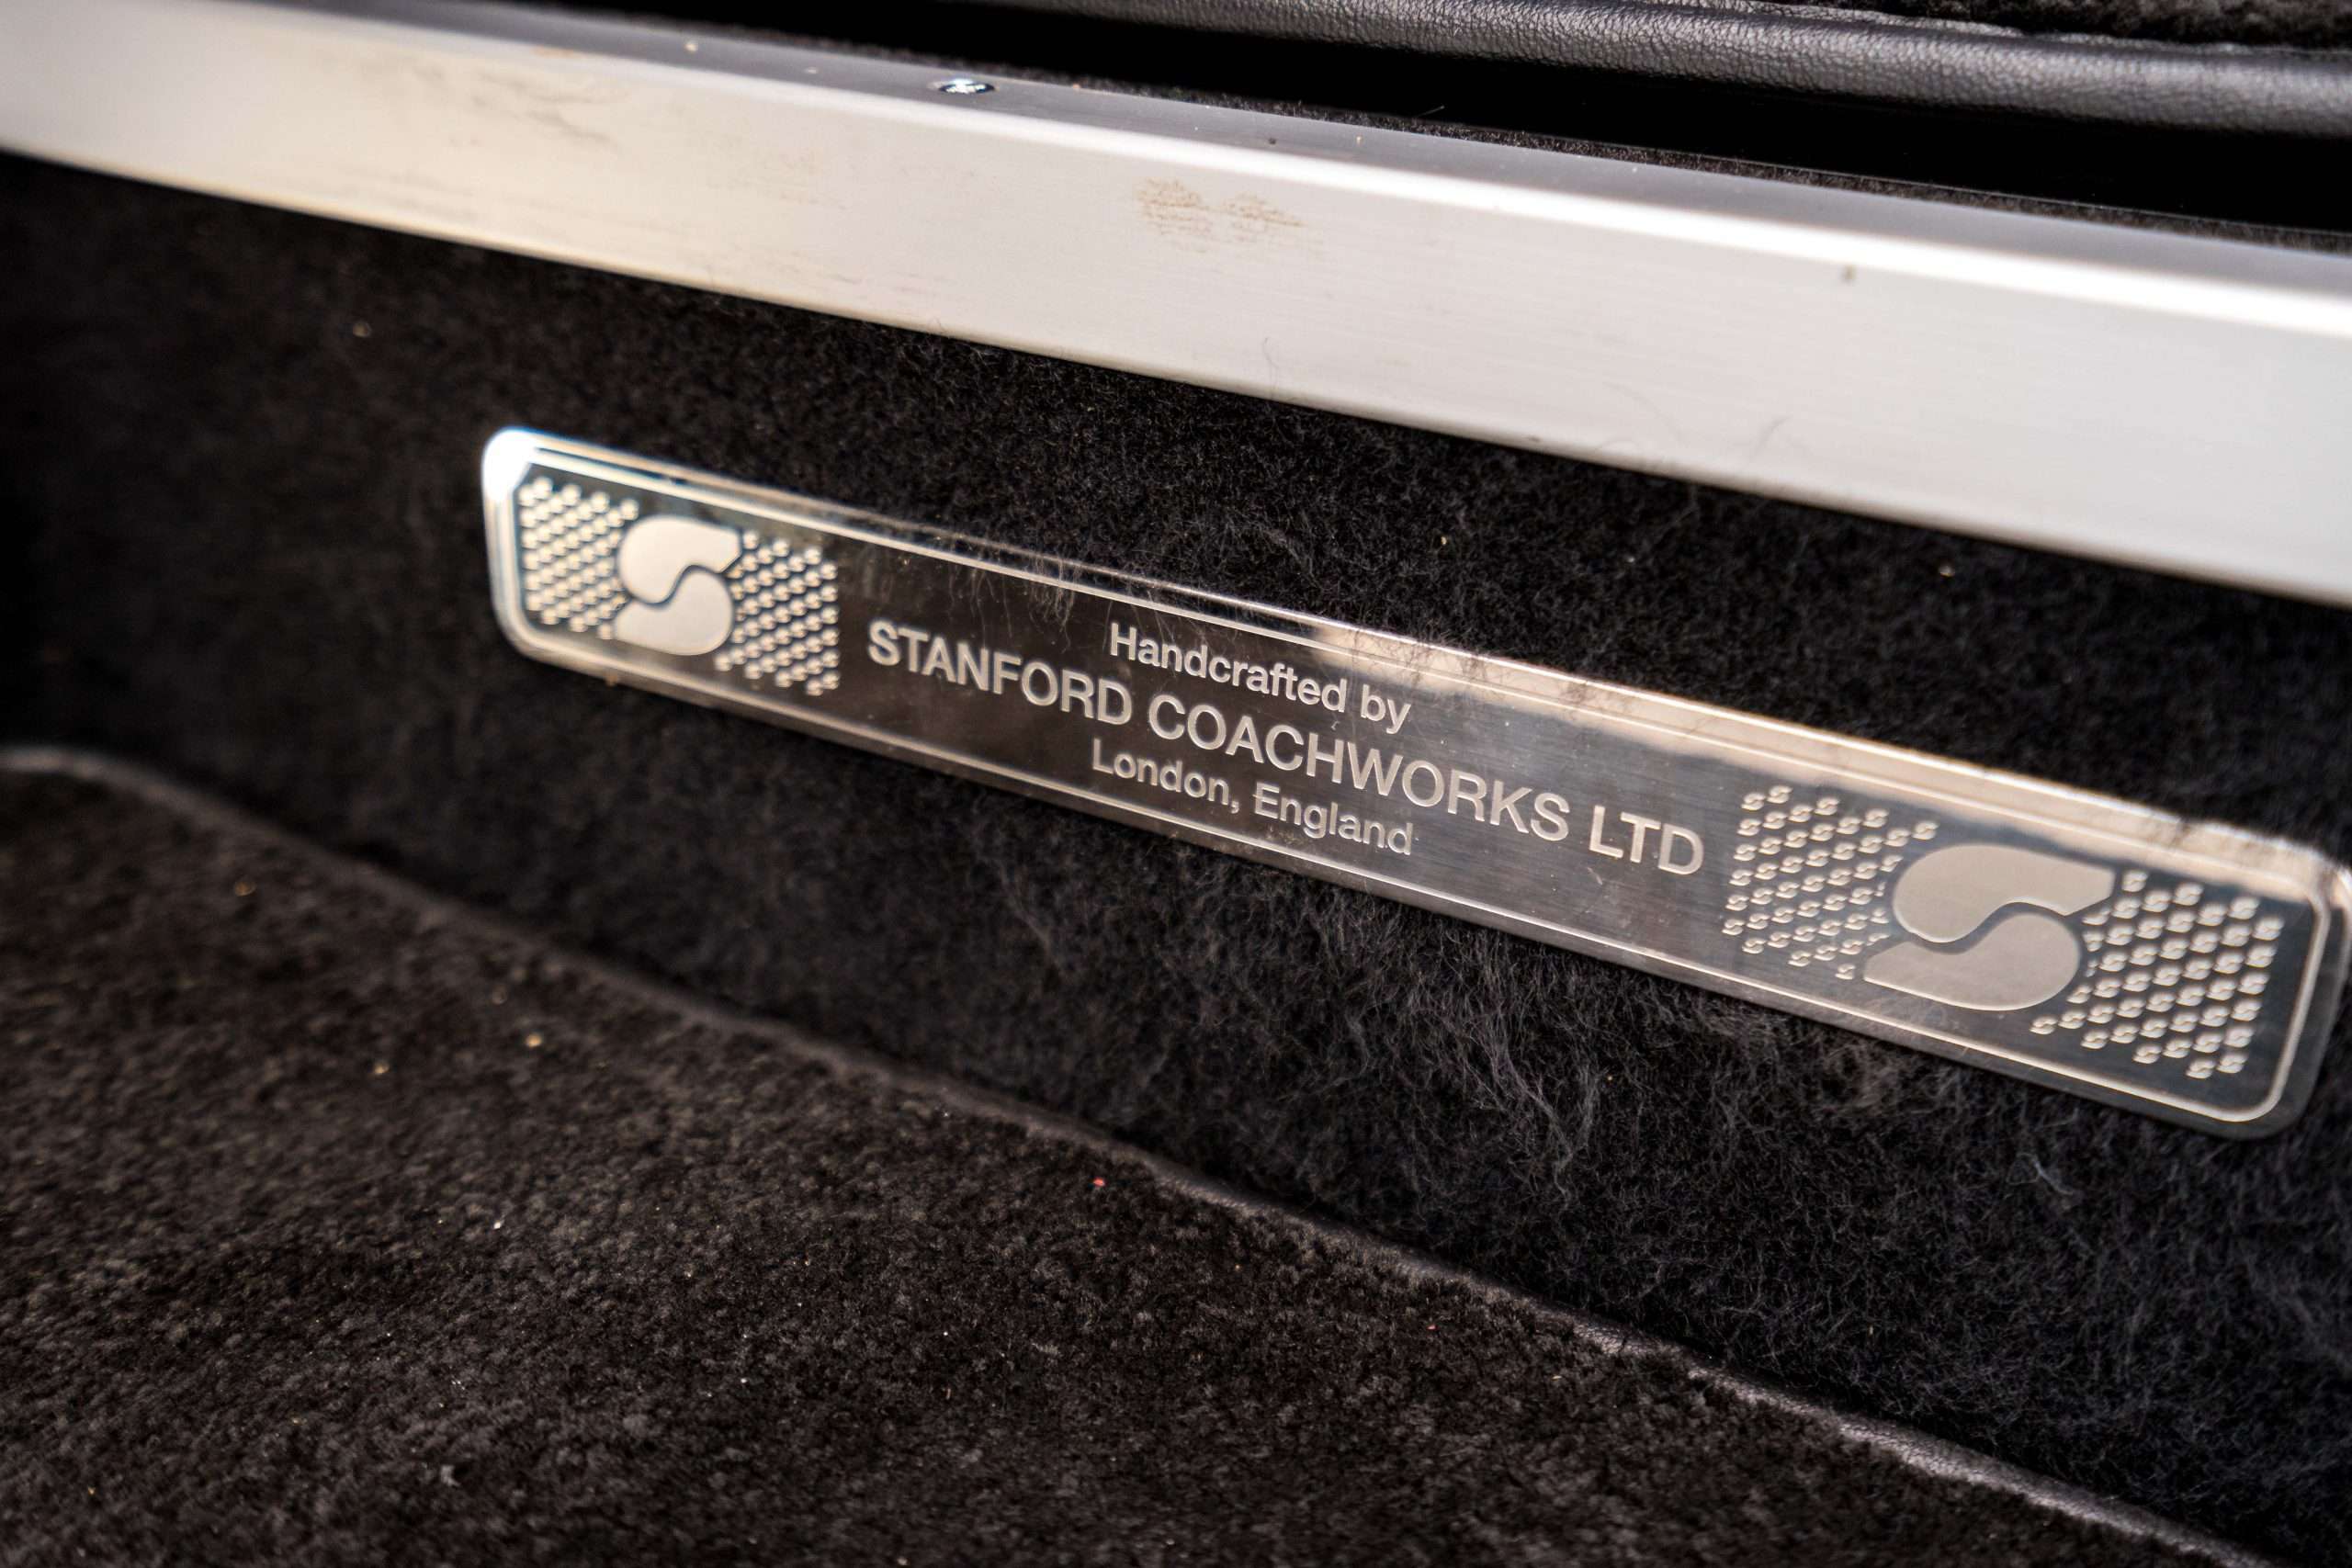 Handcrafted by
STANFORD COACHWORKS LTD
London, England